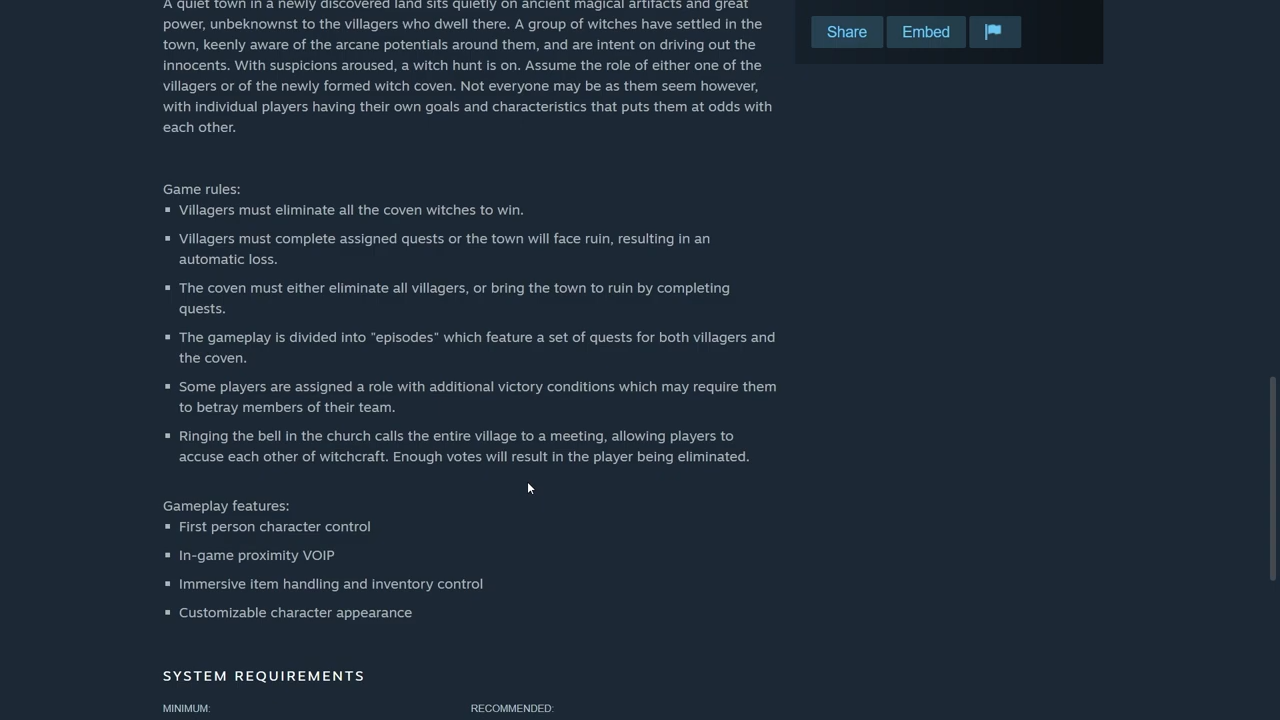 A quiet town in a newly discovered land sits quietly on ancient magical artifacts and great
power, unbeknownst to the villagers who dwell there. A group of witches have settled in the
town, keenly aware of the arcane potentials around them, and are intent on driving out the
innocents. With suspicions aroused, a witch hunt is on. Assume the role of either one of the
villagers or of the newly formed witch coven. Not everyone may be as them seem however,
with individual players having their own goals and characteristics that puts them at odds with
each other.
Game rules:
Villagers must eliminate all the coven witches to win.
Villagers must complete assigned quests or the town will face ruin, resulting in an
automatic loss.
The coven must either eliminate all villagers, or bring the town to ruin by completing
quests.
The gameplay is divided into "episodes" which feature a set of quests for both villagers and
the coven.
Some players are assigned a role with additional victory conditions which may require them
to betray members of their team.
Ringing the bell in the church calls the entire village to a meeting, allowing players to
accuse each other of witchcraft. Enough votes will result in the player being eliminated.
Gameplay features:
First person character control
In-game proximity VOIP
Immersive item handling and inventory control
Customizable character appearance
SYSTEM REQUIREMENTS
MINIMUM:
RECOMMENDED:
Share
Embed